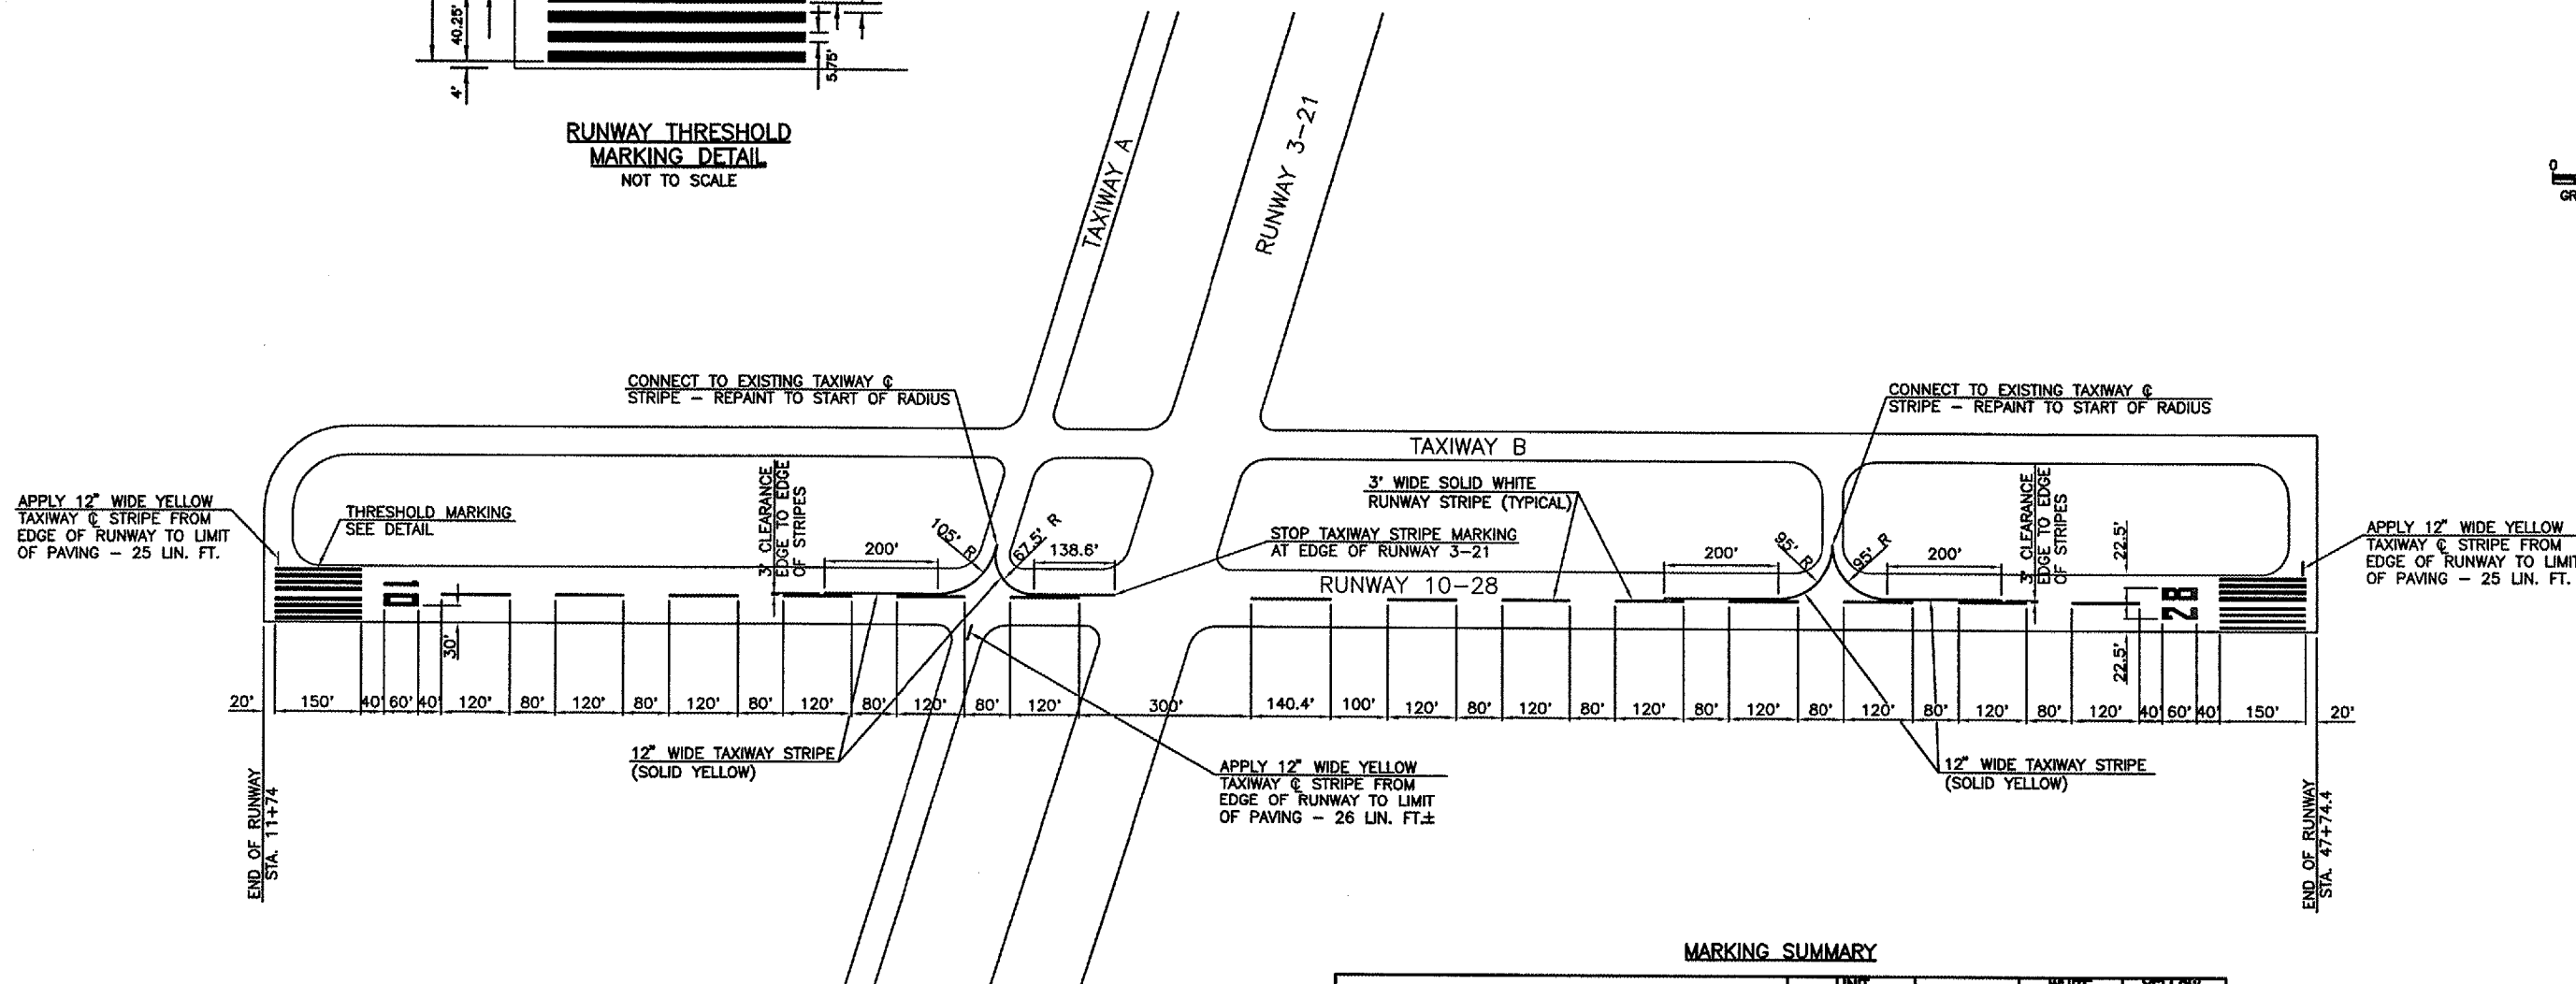 40.25'
4'
5.75'
RUNWAY THRESHOLD
MARKING DETAIL
NOT TO SCALE
TAXIWAY A
RUNWAY 3-21
0
CONNECT TO EXISTING TAXIWAY ℄
STRIPE - REPAINT TO START OF RADIUS
CONNECT TO EXISTING TAXIWAY ℄
STRIPE - REPAINT TO START OF RADIUS
TAXIWAY B
APPLY 12" WIDE YELLOW
TAXIWAY ℄ STRIPE FROM
EDGE OF RUNWAY TO LIMIT
OF PAVING - 25 LIN. FT.
THRESHOLD MARKING
SEE DETAIL
3' CLEARANCE
EDGE TO EDGE
OF STRIPES
200'
105' R
67.5' R
138.6'
STOP TAXIWAY STRIPE MARKING
AT EDGE OF RUNWAY 3-21
3' WIDE SOLID WHITE
RUNWAY STRIPE (TYPICAL)
RUNWAY 10-28
200'
95' R
95' R
200'
3' CLEARANCE
EDGE TO EDGE
OF STRIPES
22.5'
22.5'
APPLY 12" WIDE YELLOW
TAXIWAY ℄ STRIPE FROM
EDGE OF RUNWAY TO LIMIT
OF PAVING - 25 LIN. FT.
10
28
30'
20' 150' 40' 60' 40' 120' 80' 120' 80' 120' 80' 120' 80' 120' 80' 120' 300' 140.4' 100' 120' 80' 120' 80' 120' 80' 120' 80' 120' 80' 120' 80' 120' 40' 60' 40' 150' 20'
12" WIDE TAXIWAY STRIPE
(SOLID YELLOW)
APPLY 12" WIDE YELLOW
TAXIWAY ℄ STRIPE FROM
EDGE OF RUNWAY TO LIMIT
OF PAVING - 26 LIN. FT.±
12" WIDE TAXIWAY STRIPE
(SOLID YELLOW)
END OF RUNWAY
STA. 11+74
END OF RUNWAY
STA. 47+74.4
MARKING SUMMARY